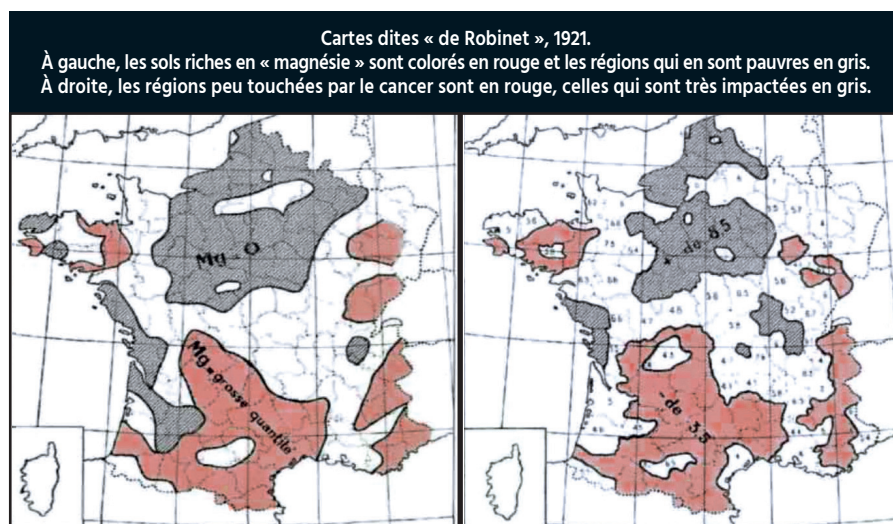 Cartes dites « de Robinet », 1921.
À gauche, les sols riches en « magnésie » sont colorés en rouge et les régions qui en sont pauvres en gris.
À droite, les régions peu touchées par le cancer sont en rouge, celles qui sont très impactées en gris.
Mg = 0
Mg = grosse quantité
+ de 85
- de 35